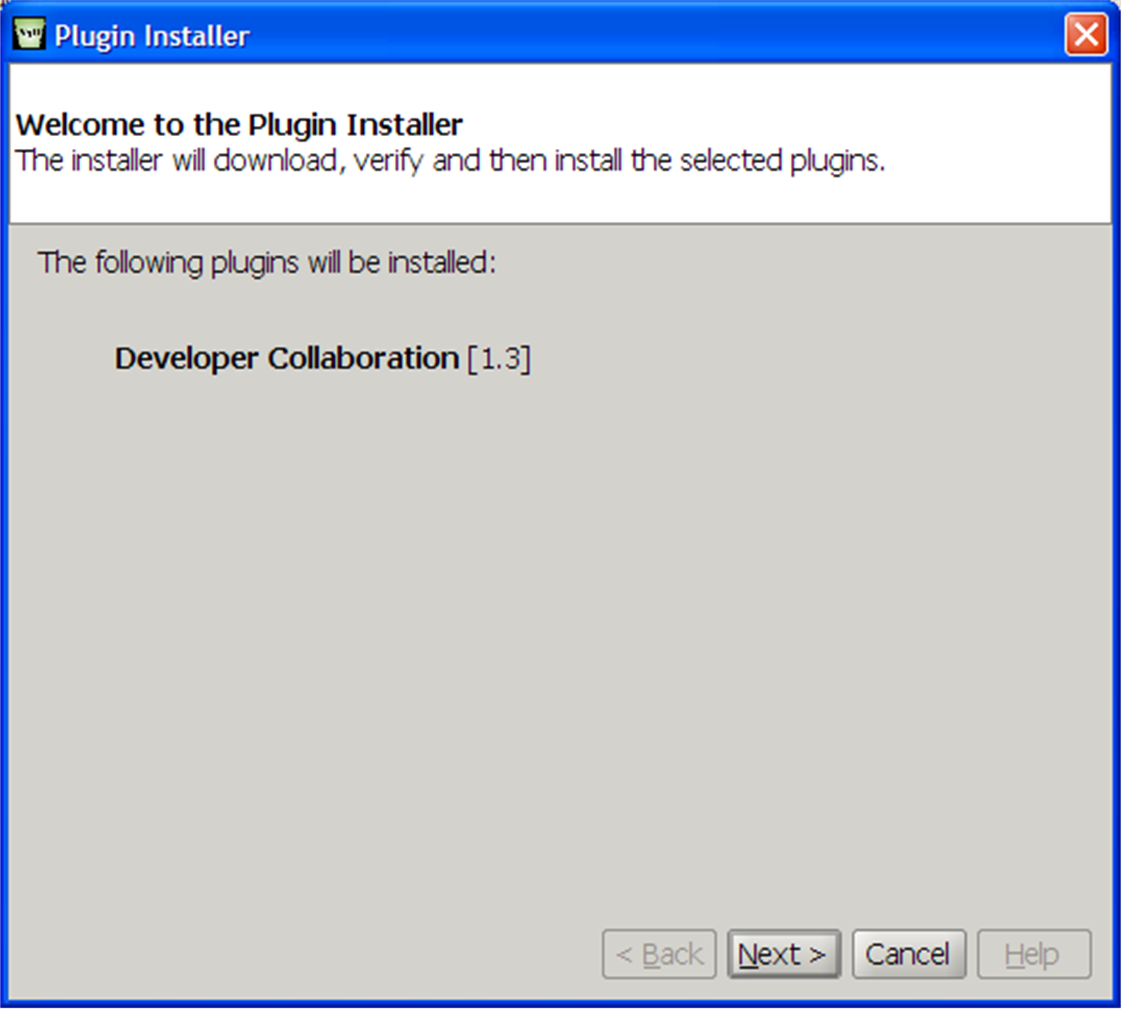 Plugin Installer
Welcome to the Plugin Installer
The installer will download, verify and then install the selected plugins.
The following plugins will be installed:
Developer Collaboration [1.3]
< Back Next > Cancel Help